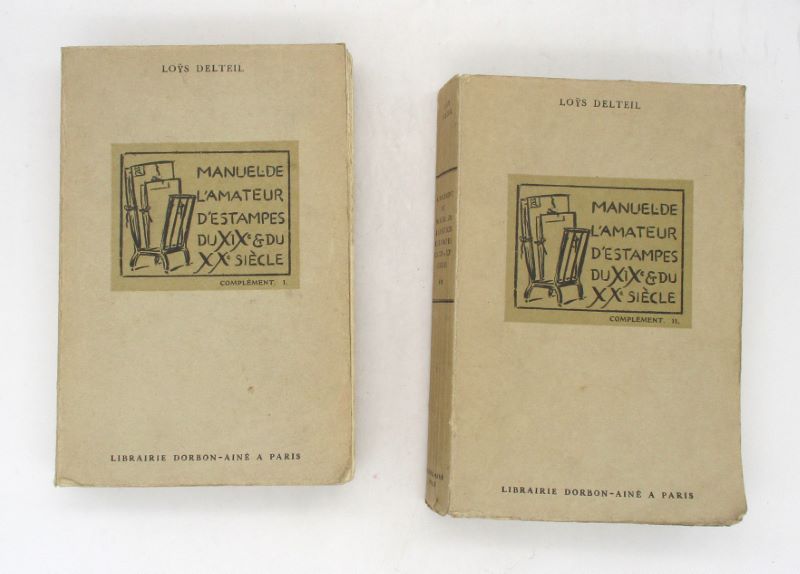 LOŸS DELTEIL
MANUEL·DE
L'AMATEUR
D'ESTAMPES
DU XIXe & DU
XXe SIÈCLE
COMPLÉMENT. I.
LIBRAIRIE DORBON-AINÉ A PARIS
LOŸS DELTEIL
MANUEL·DE
L'AMATEUR
D'ESTAMPES
DU XIXe & DU
XXe SIÈCLE
COMPLÉMENT. II.
LIBRAIRIE DORBON-AINÉ A PARIS